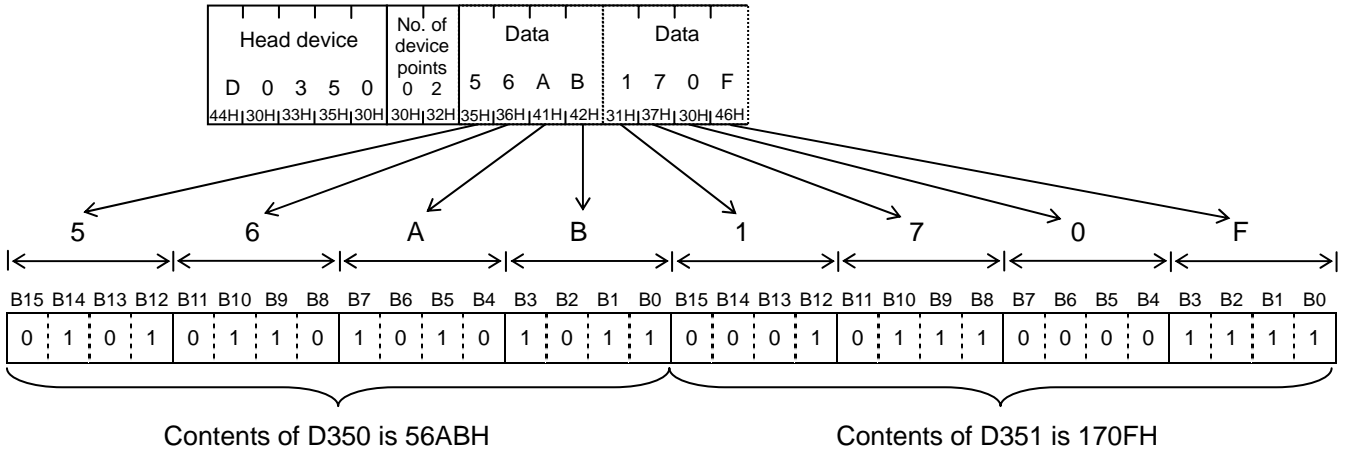 Head device
No. of
device
points
Data
Data
D 0 3 5 0
0 2
5 6 A B
1 7 0 F
44H 30H 33H 35H 30H 30H 32H 35H 36H 41H 42H 31H 37H 30H 46H
5 6 A B 1 7 0 F
B15 B14 B13 B12 B11 B10 B9 B8 B7 B6 B5 B4 B3 B2 B1 B0 B15 B14 B13 B12 B11 B10 B9 B8 B7 B6 B5 B4 B3 B2 B1 B0
0 1 0 1 0 1 1 0 1 0 1 0 1 0 1 1 0 0 0 1 0 1 1 1 0 0 0 0 1 1 1 1
Contents of D350 is 56ABH
Contents of D351 is 170FH